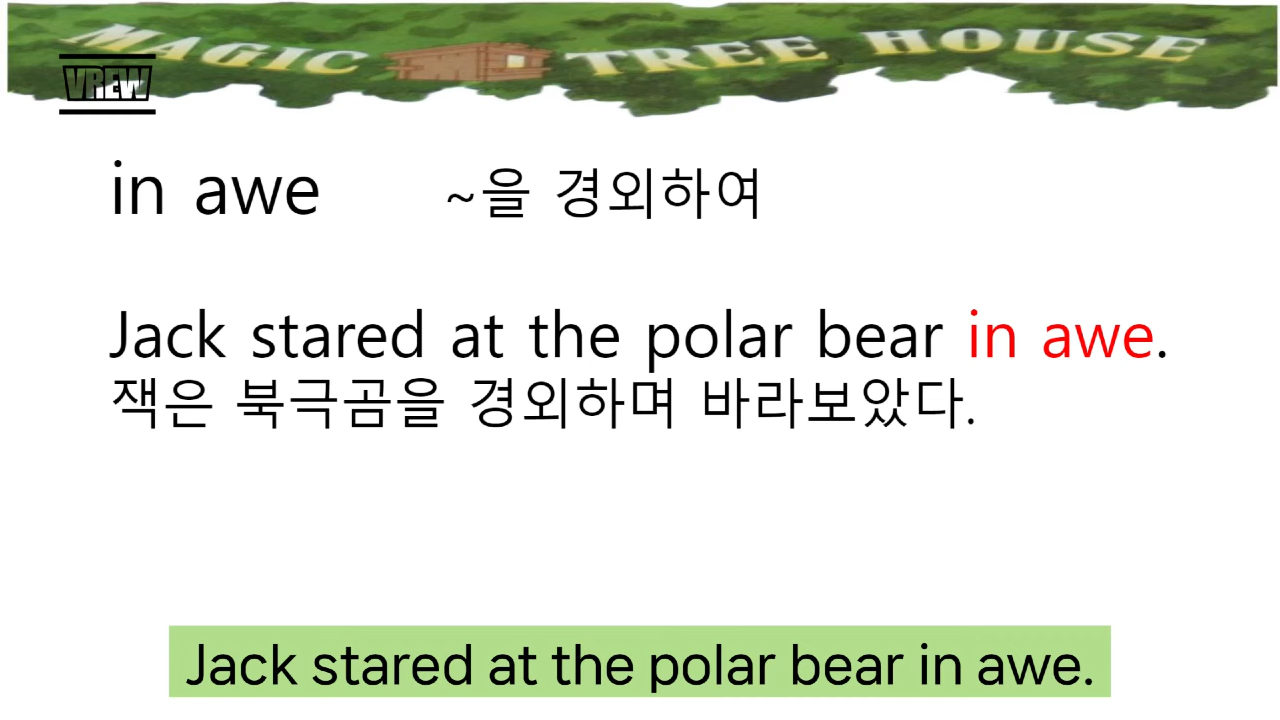 MAGIC TREE HOUSE
VREW
in awe ~을 경외하여
Jack stared at the polar bear in awe.
잭은 북극곰을 경외하며 바라보았다.
Jack stared at the polar bear in awe.